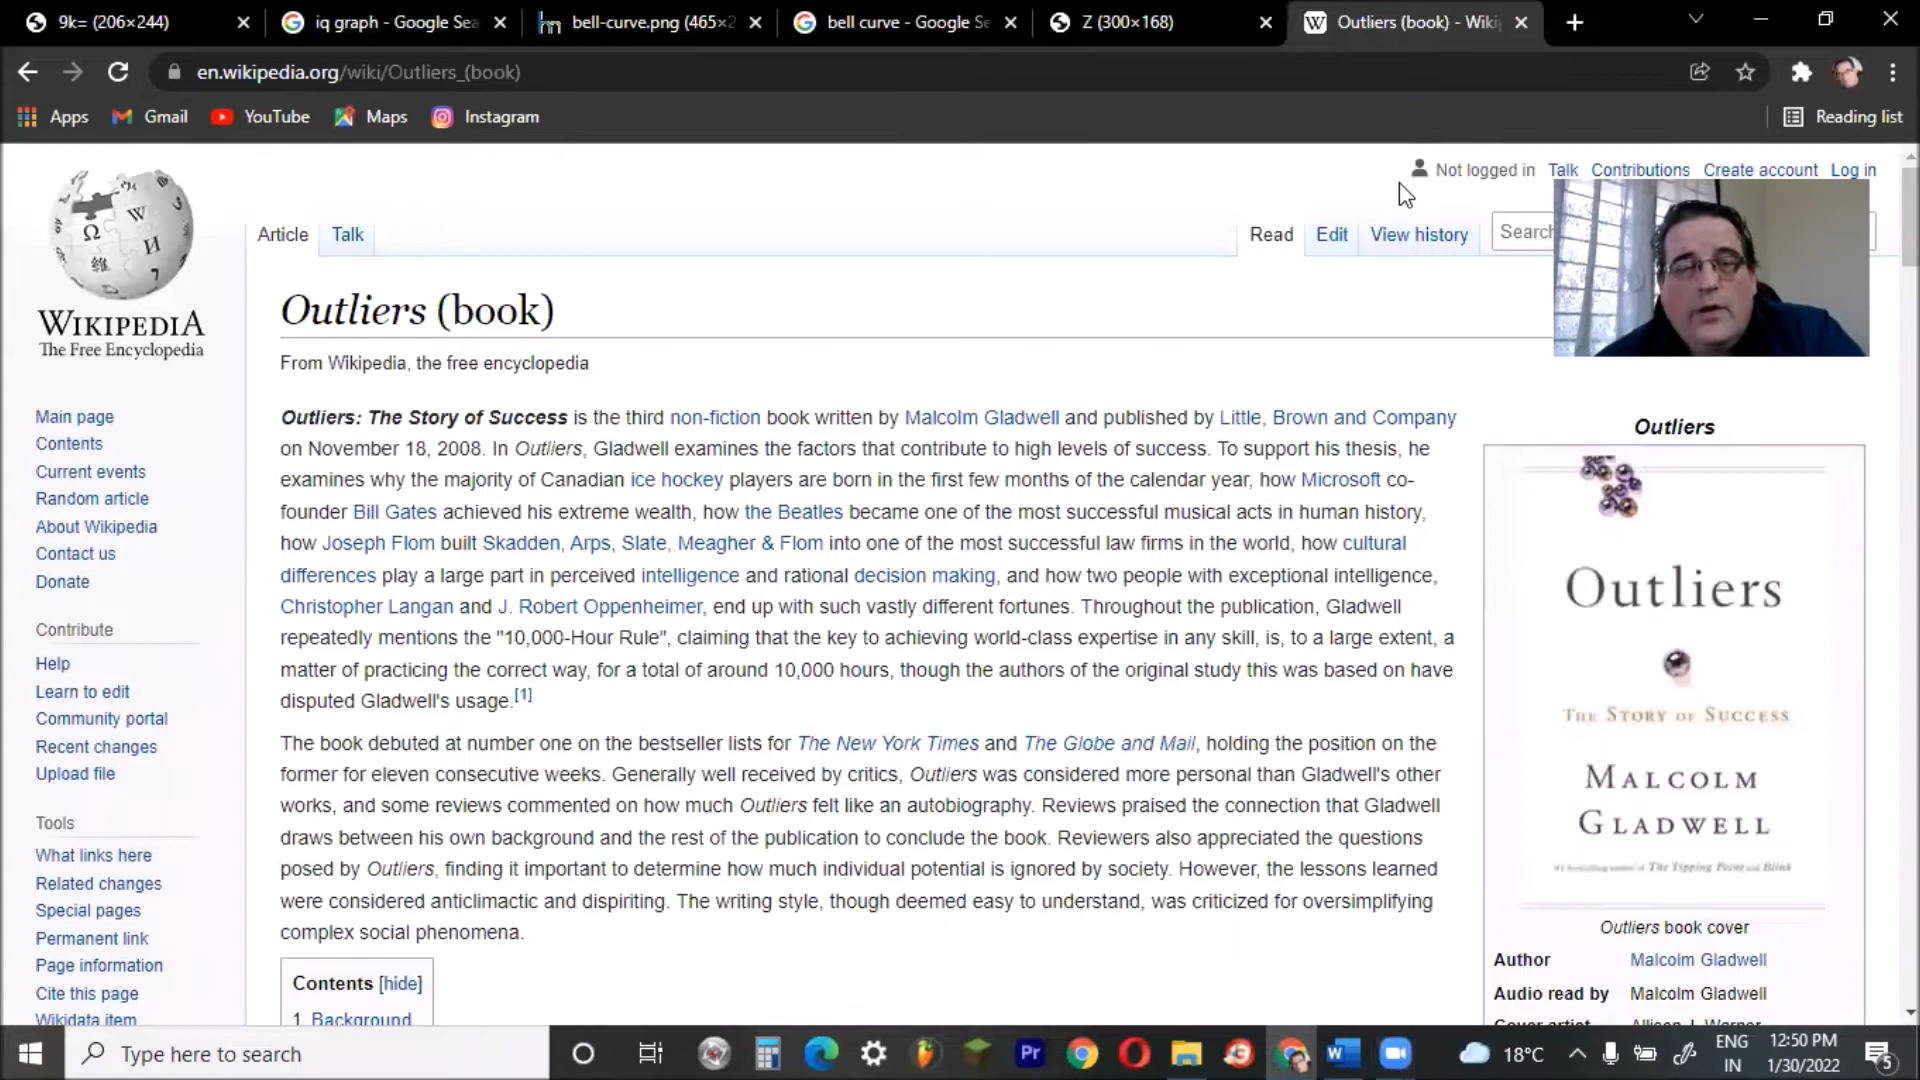 9k= (206×244)
iq graph - Google Sea
bell-curve.png (465×2
bell curve - Google Se
Z (300×168)
Outliers (book) - Wiki
en.wikipedia.org/wiki/Outliers_(book)
Apps
Gmail
YouTube
Maps
Instagram
Reading list
Not logged in
Talk
Contributions
Create account
Log in
Article
Talk
Read
Edit
View history
Search
WIKIPEDIA
The Free Encyclopedia
Main page
Contents
Current events
Random article
About Wikipedia
Contact us
Donate
Contribute
Help
Learn to edit
Community portal
Recent changes
Upload file
Tools
What links here
Related changes
Special pages
Permanent link
Page information
Cite this page
Wikidata item
Outliers (book)
From Wikipedia, the free encyclopedia
Outliers: The Story of Success is the third non-fiction book written by Malcolm Gladwell and published by Little, Brown and Company
on November 18, 2008. In Outliers, Gladwell examines the factors that contribute to high levels of success. To support his thesis, he
examines why the majority of Canadian ice hockey players are born in the first few months of the calendar year, how Microsoft co-
founder Bill Gates achieved his extreme wealth, how the Beatles became one of the most successful musical acts in human history,
how Joseph Flom built Skadden, Arps, Slate, Meagher & Flom into one of the most successful law firms in the world, how cultural
differences play a large part in perceived intelligence and rational decision making, and how two people with exceptional intelligence,
Christopher Langan and J. Robert Oppenheimer, end up with such vastly different fortunes. Throughout the publication, Gladwell
repeatedly mentions the "10,000-Hour Rule", claiming that the key to achieving world-class expertise in any skill, is, to a large extent, a
matter of practicing the correct way, for a total of around 10,000 hours, though the authors of the original study this was based on have
disputed Gladwell's usage.[1]
The book debuted at number one on the bestseller lists for The New York Times and The Globe and Mail, holding the position on the
former for eleven consecutive weeks. Generally well received by critics, Outliers was considered more personal than Gladwell's other
works, and some reviews commented on how much Outliers felt like an autobiography. Reviews praised the connection that Gladwell
draws between his own background and the rest of the publication to conclude the book. Reviewers also appreciated the questions
posed by Outliers, finding it important to determine how much individual potential is ignored by society. However, the lessons learned
were considered anticlimactic and dispiriting. The writing style, though deemed easy to understand, was criticized for oversimplifying
complex social phenomena.
Contents [hide]
1 Background
Outliers
Outliers
THE STORY OF SUCCESS
MALCOLM
GLADWELL
#1 bestselling author of The Tipping Point and Blink
Outliers book cover
Author Malcolm Gladwell
Audio read by Malcolm Gladwell
Cover artist Allison J. Warner
Type here to search
Pr
18°C
ENG
IN
12:50 PM
1/30/2022
5